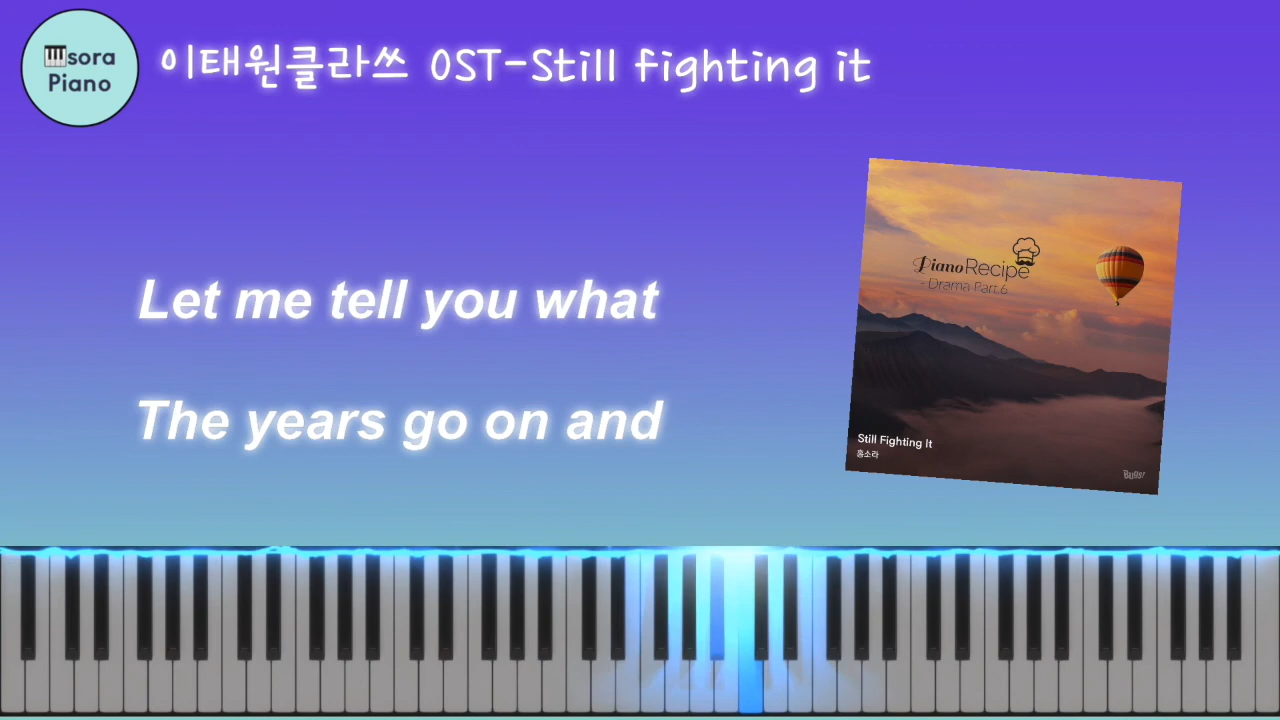 sora
Piano
이태원클라쓰 OST-Still fighting it
Let me tell you what
The years go on and
Piano Recipe
- Drama Part.6
Still Fighting It
홍소라
Bugs!